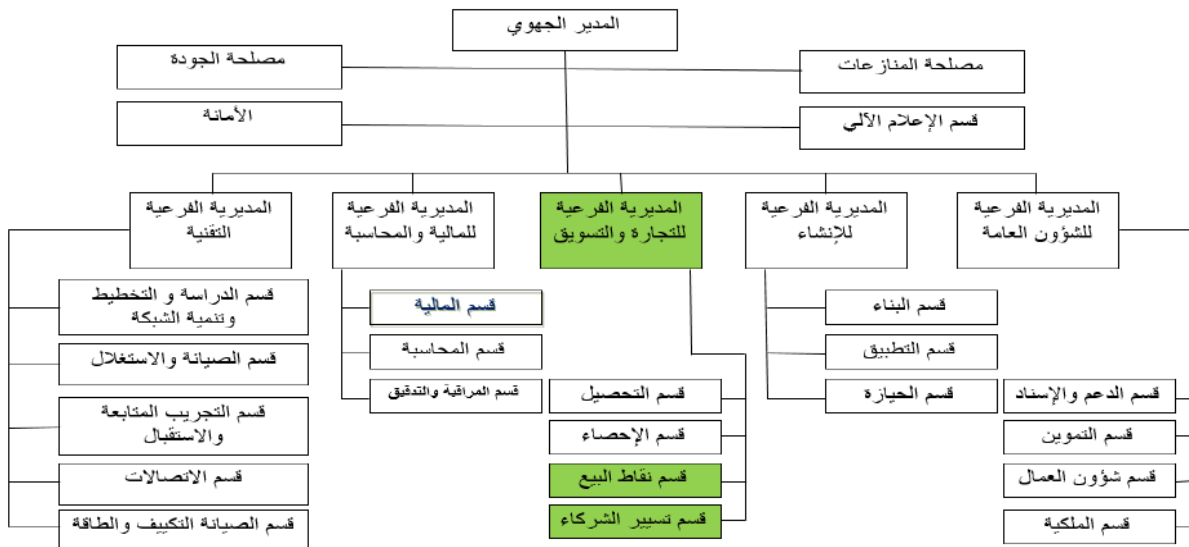 المدير الجهوي
مصلحة المنازعات
مصلحة الجودة
قسم الإعلام الآلي
الأمانة
المديرية الفرعية
للشؤون العامة
المديرية الفرعية
للإنشاء
المديرية الفرعية
للتجارة والتسويق
المديرية الفرعية
للمالية والمحاسبة
المديرية الفرعية
التقنية
قسم الدعم والإسناد
قسم التموين
قسم شؤون العمال
قسم الملكية
قسم البناء
قسم التطبيق
قسم الحيازة
قسم التحصيل
قسم الإحصاء
قسم نقاط البيع
قسم تسيير الشركاء
قسم المالية
قسم المحاسبة
قسم المراقبة والتدقيق
قسم الدراسة و التخطيط
وتنمية الشبكة
قسم الصيانة والاستغلال
قسم التجريب المتابعة
والاستقبال
قسم الاتصالات
قسم الصيانة التكييف والطاقة